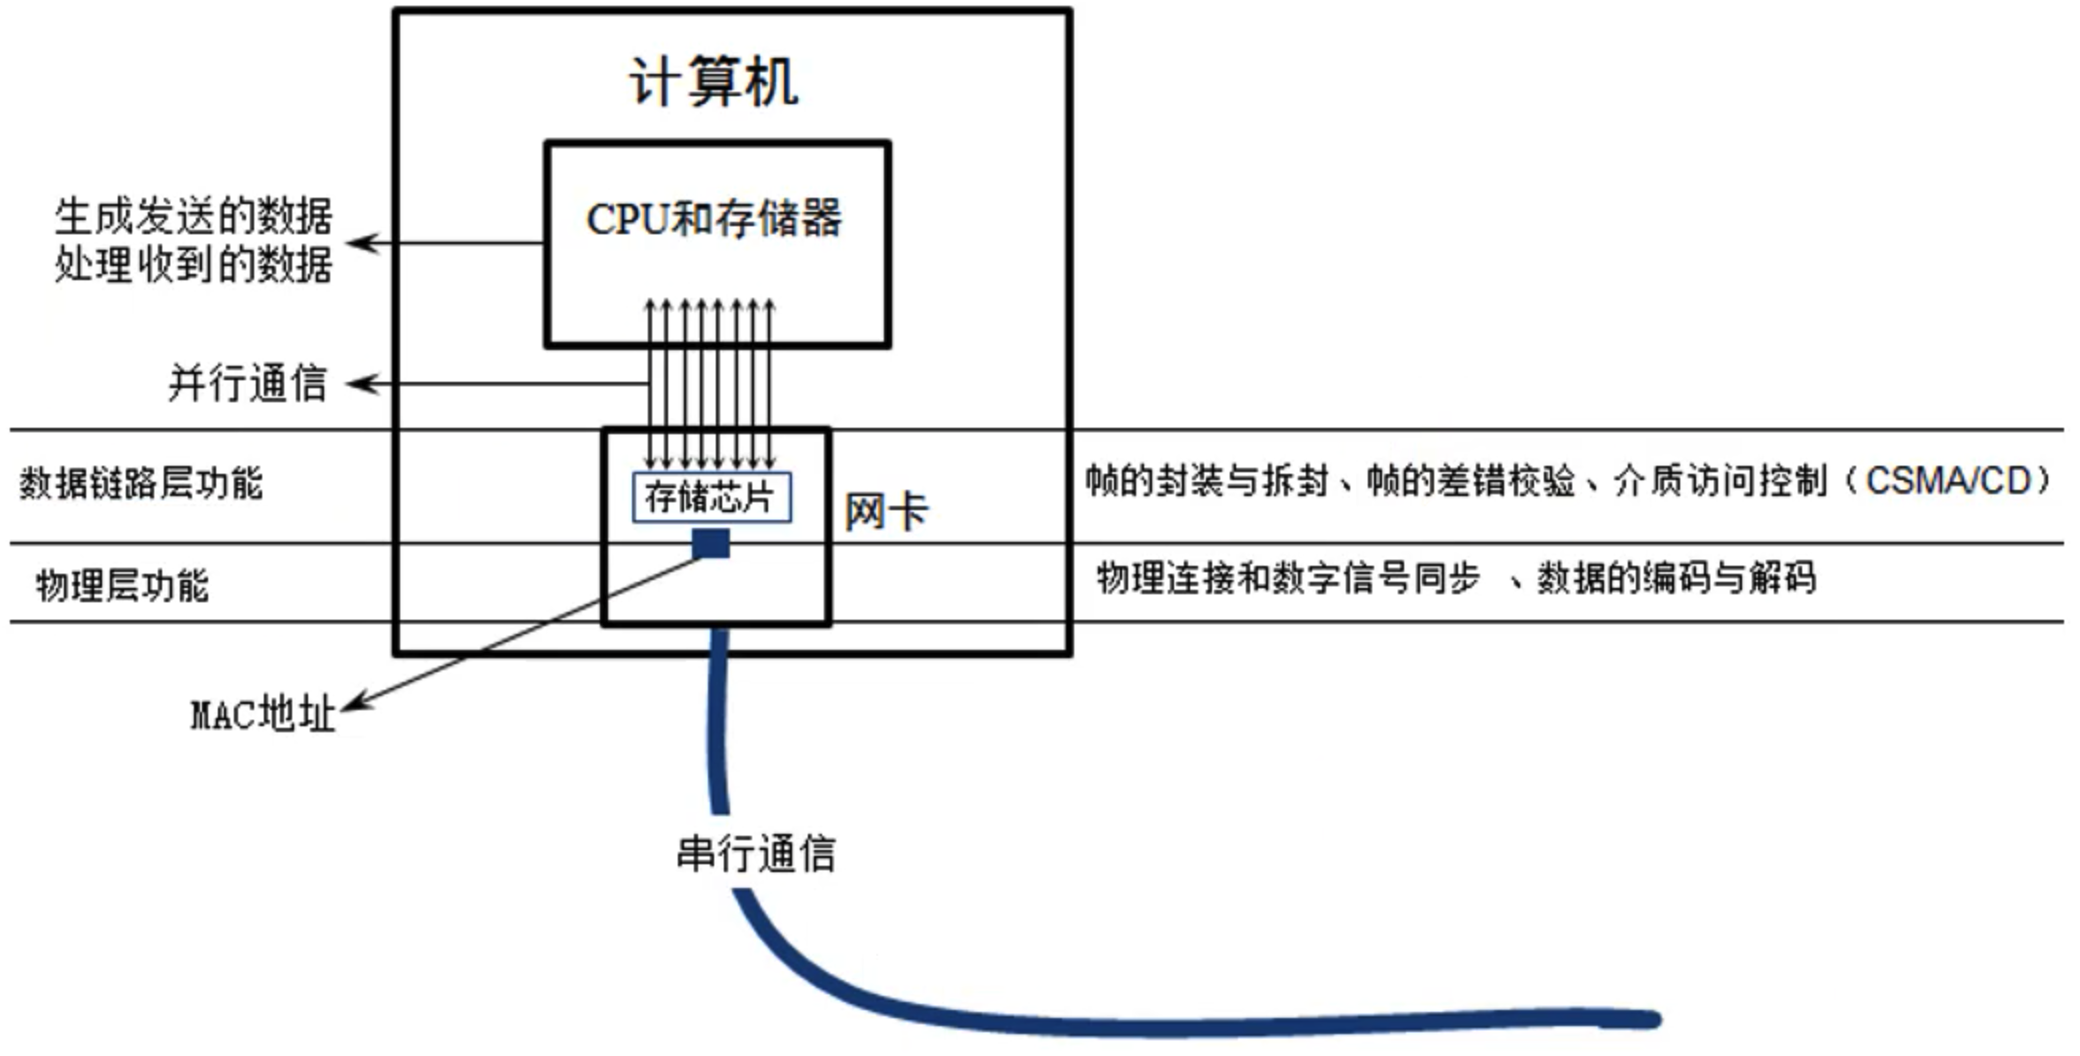 计算机
CPU和存储器
生成发送的数据
处理收到的数据
并行通信
数据链路层功能
存储芯片
网卡
帧的封装与拆封、帧的差错校验、介质访问控制（CSMA/CD）
物理层功能
物理连接和数字信号同步 、数据的编码与解码
MAC地址
串行通信